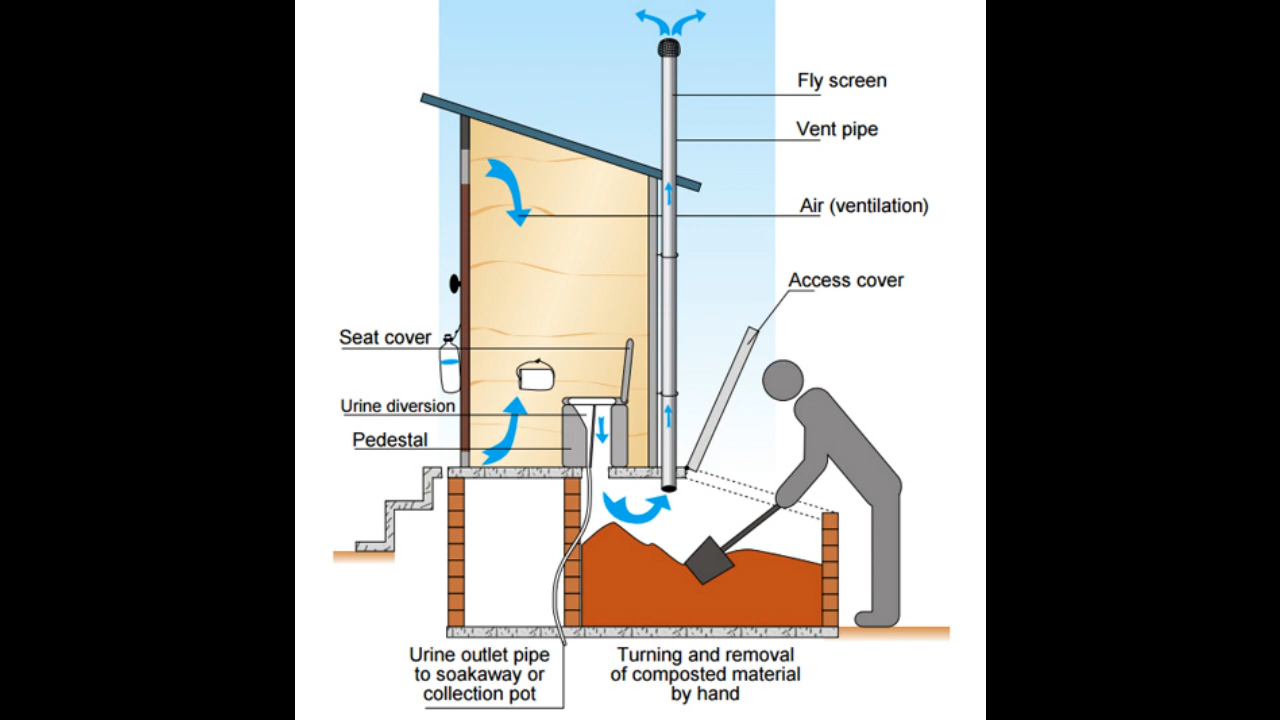 Fly screen
Vent pipe
Air (ventilation)
Access cover
Seat cover
Urine diversion
Pedestal
Urine outlet pipe
to soakaway or
collection pot
Turning and removal
of composted material
by hand